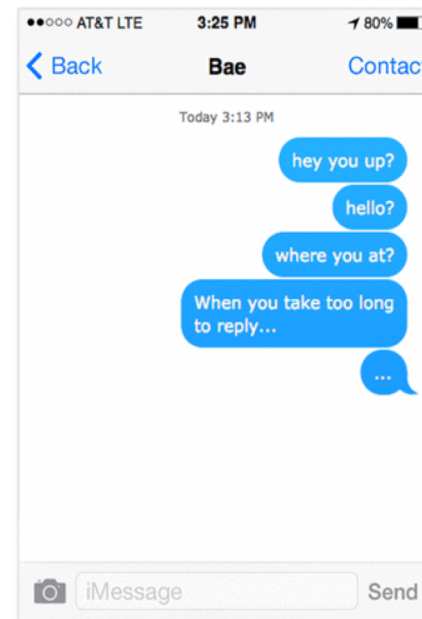 AT&T LTE 3:25 PM 80%
Back Bae Contac
Today 3:13 PM
hey you up?
hello?
where you at?
When you take too long
to reply...
...
iMessage Send